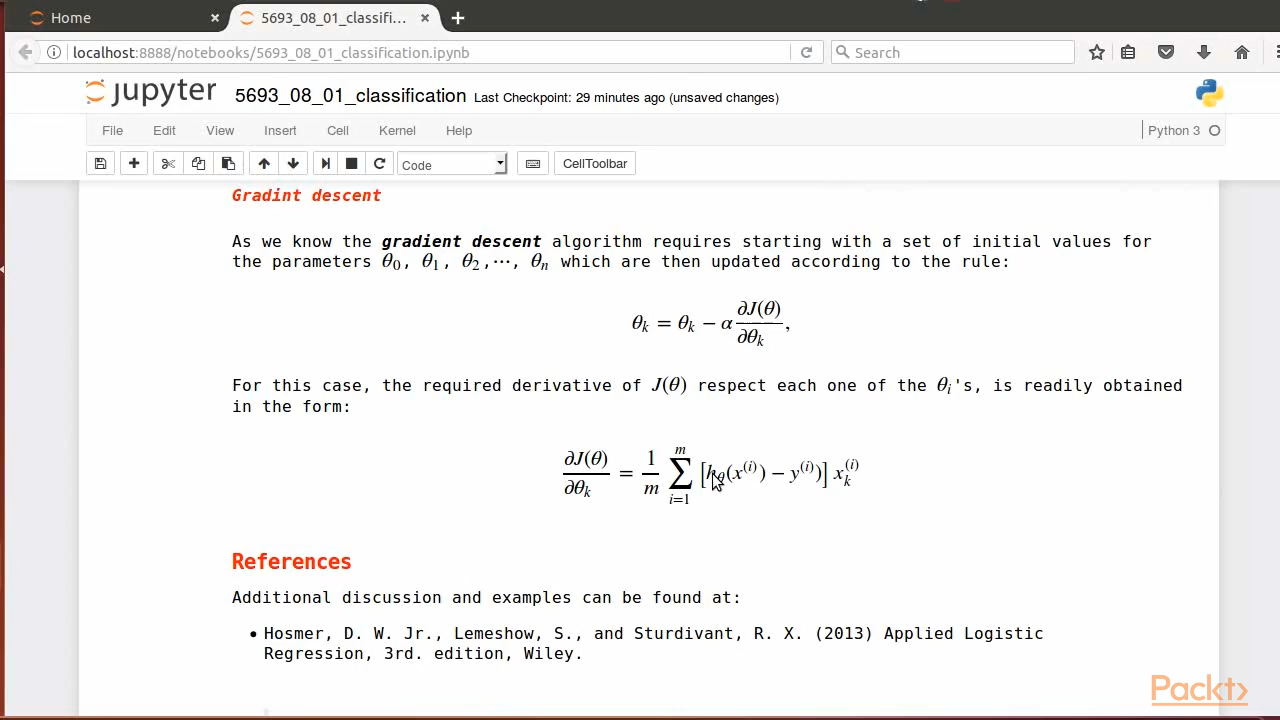 Home
5693_08_01_classifi...
localhost:8888/notebooks/5693_08_01_classification.ipynb
Search
jupyter 5693_08_01_classification Last Checkpoint: 29 minutes ago (unsaved changes)
File Edit View Insert Cell Kernel Help Python 3
Code CellToolbar
Gradint descent
As we know the gradient descent algorithm requires starting with a set of initial values for
the parameters θ₀, θ₁, θ₂,⋯, θₙ which are then updated according to the rule:
θₖ = θₖ − α ∂J(θ)/∂θₖ,
For this case, the required derivative of J(θ) respect each one of the θᵢ's, is readily obtained
in the form:
∂J(θ)/∂θₖ = 1/m ∑_{i=1}^{m} [h_θ(x^(i)) − y^(i))] x_k^(i)
References
Additional discussion and examples can be found at:
• Hosmer, D. W. Jr., Lemeshow, S., and Sturdivant, R. X. (2013) Applied Logistic
Regression, 3rd. edition, Wiley.
Packt>